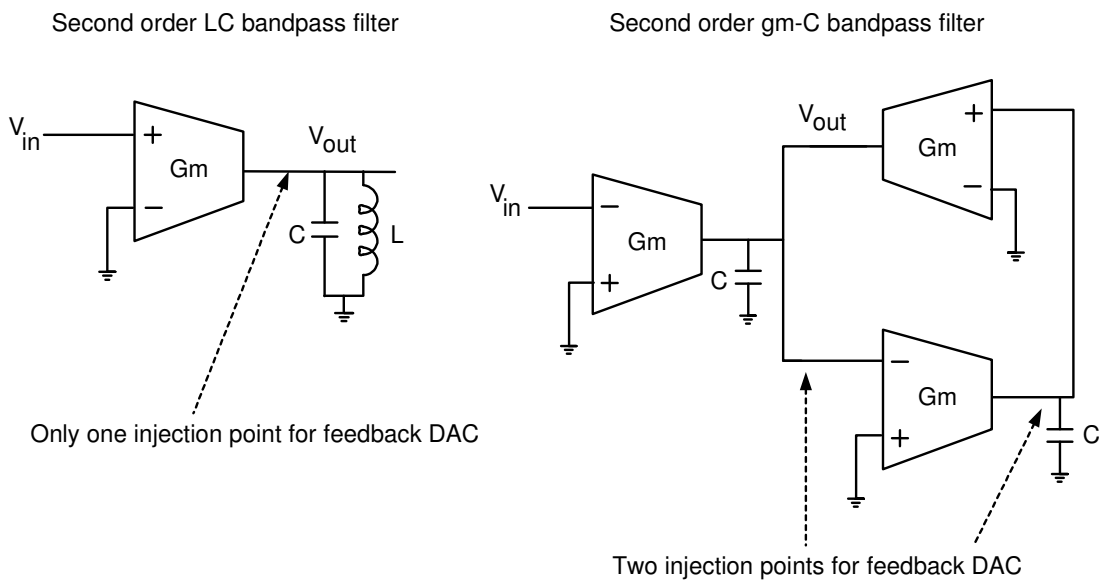 Second order LC bandpass filter
Second order gm-C bandpass filter
Vin
+
Gm
−
Vout
C
L
Only one injection point for feedback DAC
Vin
−
Gm
+
C
Vout
Gm
+
−
−
Gm
+
C
Two injection points for feedback DAC